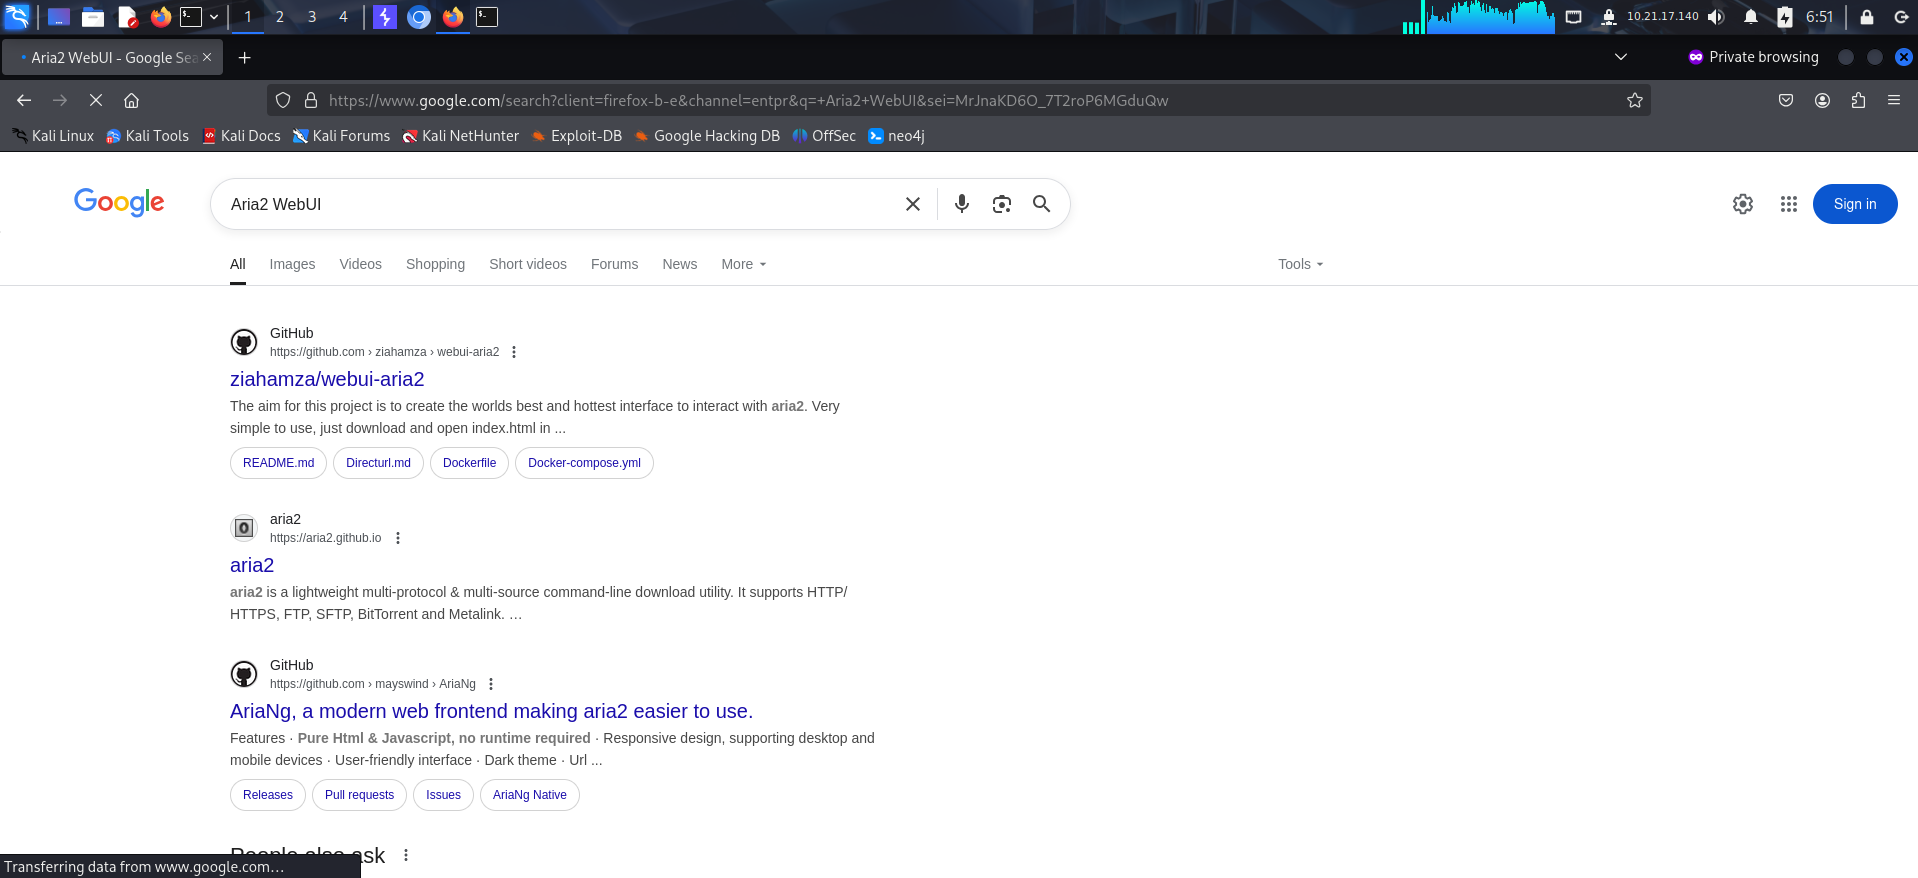 1 2 3 4 10.21.17.140 6:51
Aria2 WebUI - Google Sea Private browsing
https://www.google.com/search?client=firefox-b-e&channel=entpr&q=+Aria2+WebUI&sei=MrJnaKD6O_7T2roP6MGduQw
Kali Linux Kali Tools Kali Docs Kali Forums Kali NetHunter Exploit-DB Google Hacking DB OffSec neo4j
Google Aria2 WebUI Sign in
All Images Videos Shopping Short videos Forums News More Tools
GitHub
https://github.com › ziahamza › webui-aria2
ziahamza/webui-aria2
The aim for this project is to create the worlds best and hottest interface to interact with aria2. Very
simple to use, just download and open index.html in ...
README.md Directurl.md Dockerfile Docker-compose.yml
aria2
https://aria2.github.io
aria2
aria2 is a lightweight multi-protocol & multi-source command-line download utility. It supports HTTP/
HTTPS, FTP, SFTP, BitTorrent and Metalink. …
GitHub
https://github.com › mayswind › AriaNg
AriaNg, a modern web frontend making aria2 easier to use.
Features · Pure Html & Javascript, no runtime required · Responsive design, supporting desktop and
mobile devices · User-friendly interface · Dark theme · Url ...
Releases Pull requests Issues AriaNg Native
People also ask
Transferring data from www.google.com…